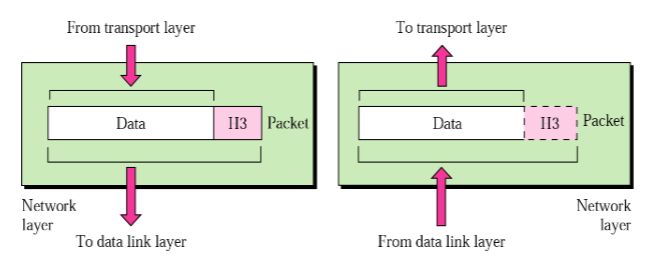 From transport layer
To transport layer
Data
H3
Packet
Data
H3
Packet
Network
layer
Network
layer
To data link layer
From data link layer